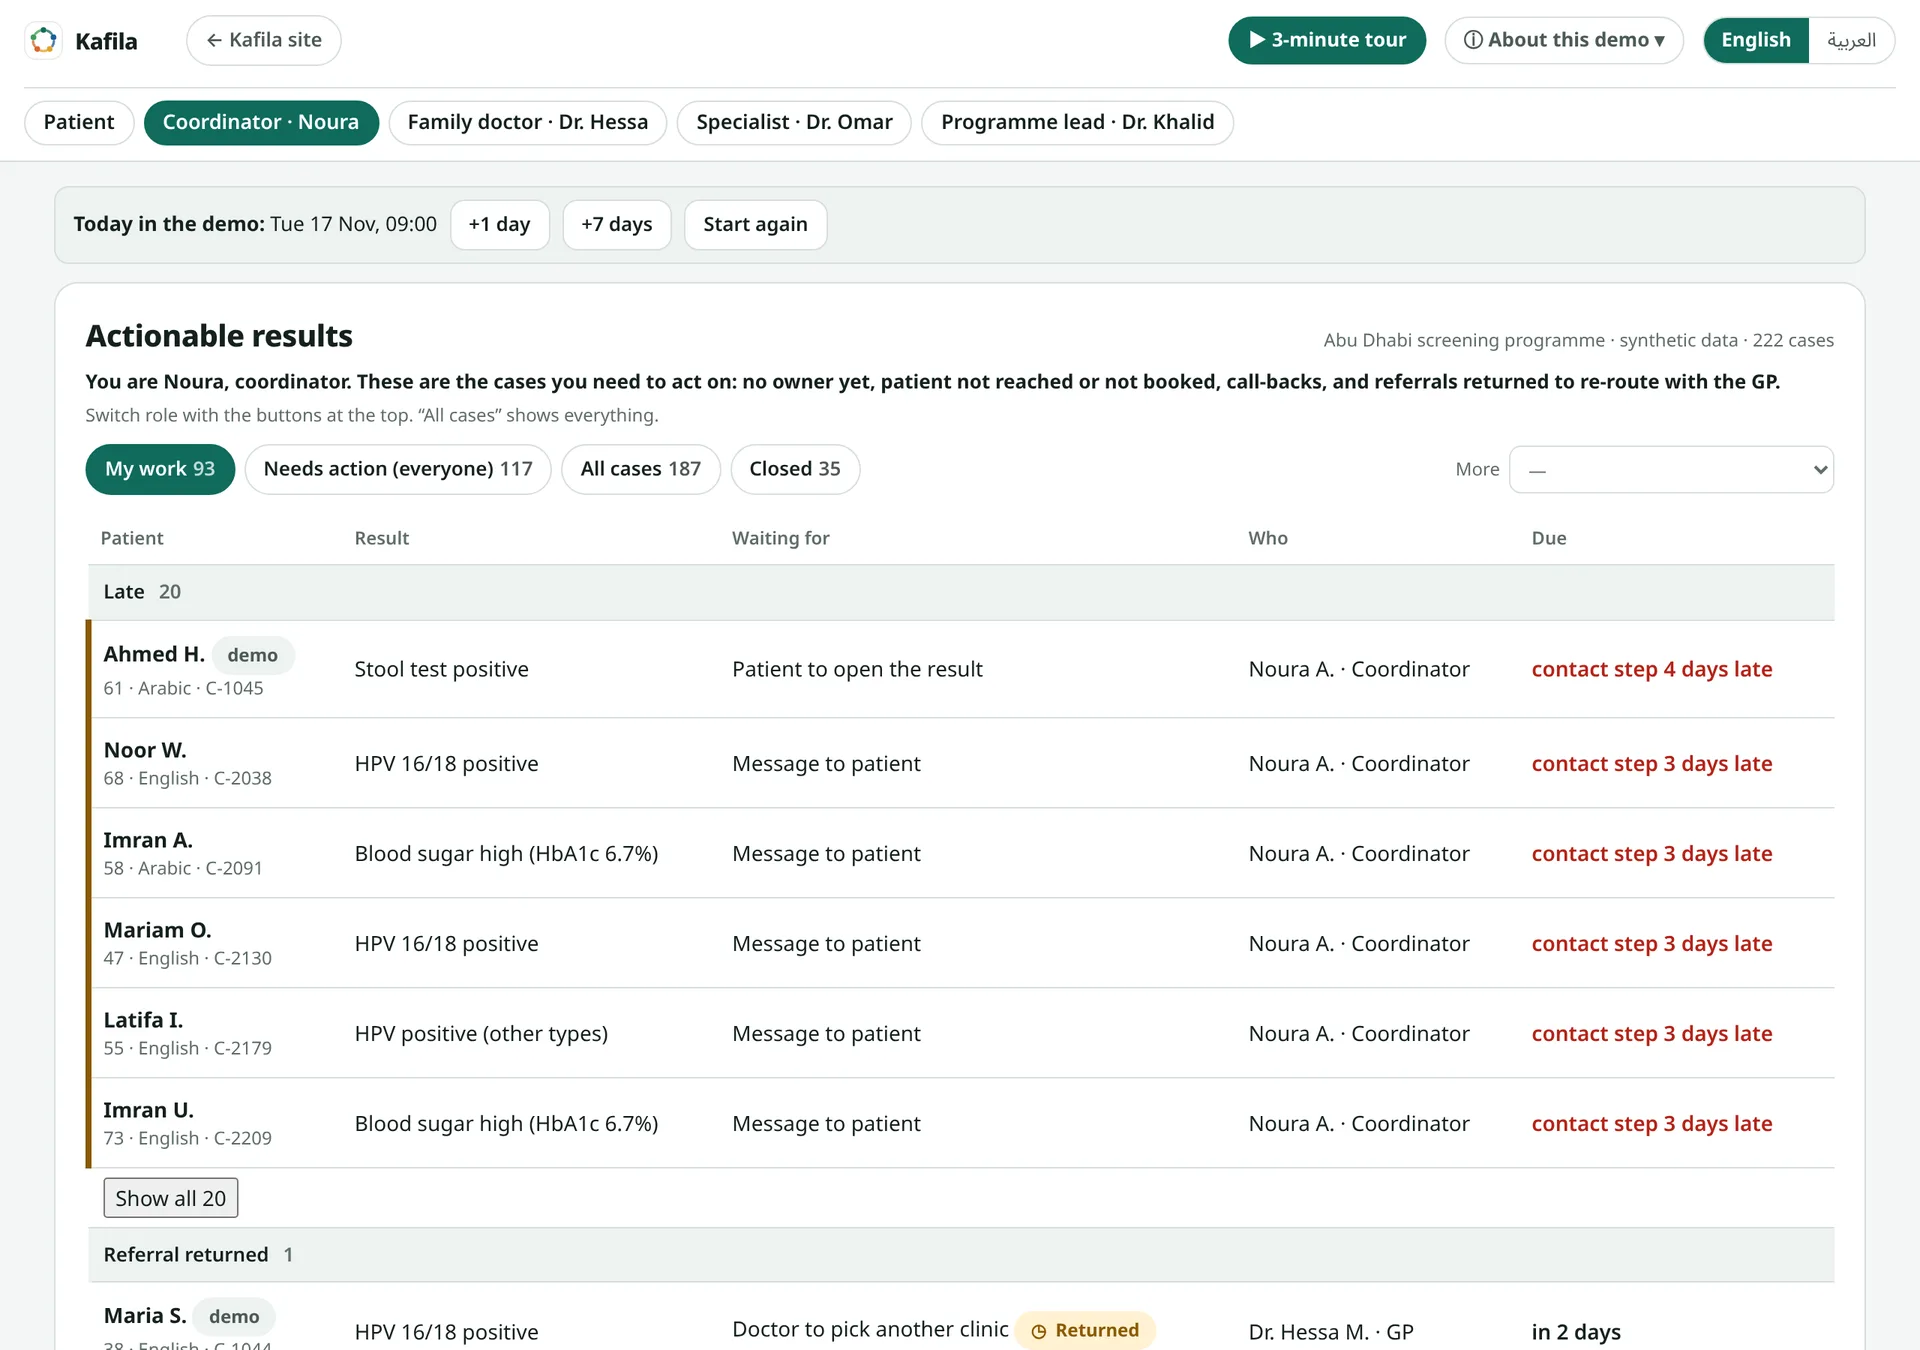 Kafila
← Kafila site
▶ 3-minute tour
ⓘ About this demo ▾
English
العربية
Patient
Coordinator · Noura
Family doctor · Dr. Hessa
Specialist · Dr. Omar
Programme lead · Dr. Khalid
Today in the demo: Tue 17 Nov, 09:00
+1 day
+7 days
Start again
Actionable results
Abu Dhabi screening programme · synthetic data · 222 cases
You are Noura, coordinator. These are the cases you need to act on: no owner yet, patient not reached or not booked, call-backs, and referrals returned to re-route with the GP.
Switch role with the buttons at the top. “All cases” shows everything.
My work 93
Needs action (everyone) 117
All cases 187
Closed 35
More
—
Patient Result Waiting for Who Due
Late 20
Ahmed H. demo
61 · Arabic · C-1045
Stool test positive
Patient to open the result
Noura A. · Coordinator
contact step 4 days late
Noor W.
68 · English · C-2038
HPV 16/18 positive
Message to patient
Noura A. · Coordinator
contact step 3 days late
Imran A.
58 · Arabic · C-2091
Blood sugar high (HbA1c 6.7%)
Message to patient
Noura A. · Coordinator
contact step 3 days late
Mariam O.
47 · English · C-2130
HPV 16/18 positive
Message to patient
Noura A. · Coordinator
contact step 3 days late
Latifa I.
55 · English · C-2179
HPV positive (other types)
Message to patient
Noura A. · Coordinator
contact step 3 days late
Imran U.
73 · English · C-2209
Blood sugar high (HbA1c 6.7%)
Message to patient
Noura A. · Coordinator
contact step 3 days late
Show all 20
Referral returned 1
Maria S. demo
38 · English · C-1044
HPV 16/18 positive
Doctor to pick another clinic
Returned
Dr. Hessa M. · GP
in 2 days